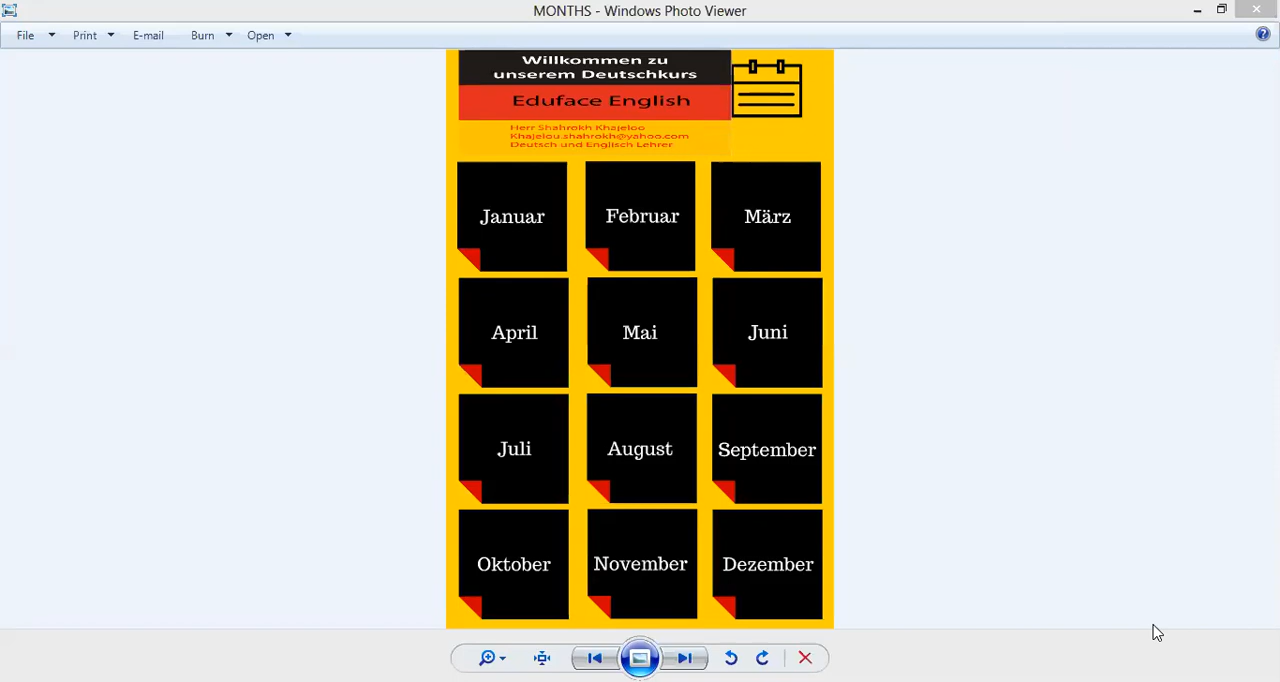 MONTHS - Windows Photo Viewer
File Print E-mail Burn Open
Willkommen zu
unserem Deutschkurs
Eduface English
Herr Shahrokh Khajeloo
Khajelou.shahrokh@yahoo.com
Deutsch und Englisch Lehrer
Januar Februar März
April Mai Juni
Juli August September
Oktober November Dezember